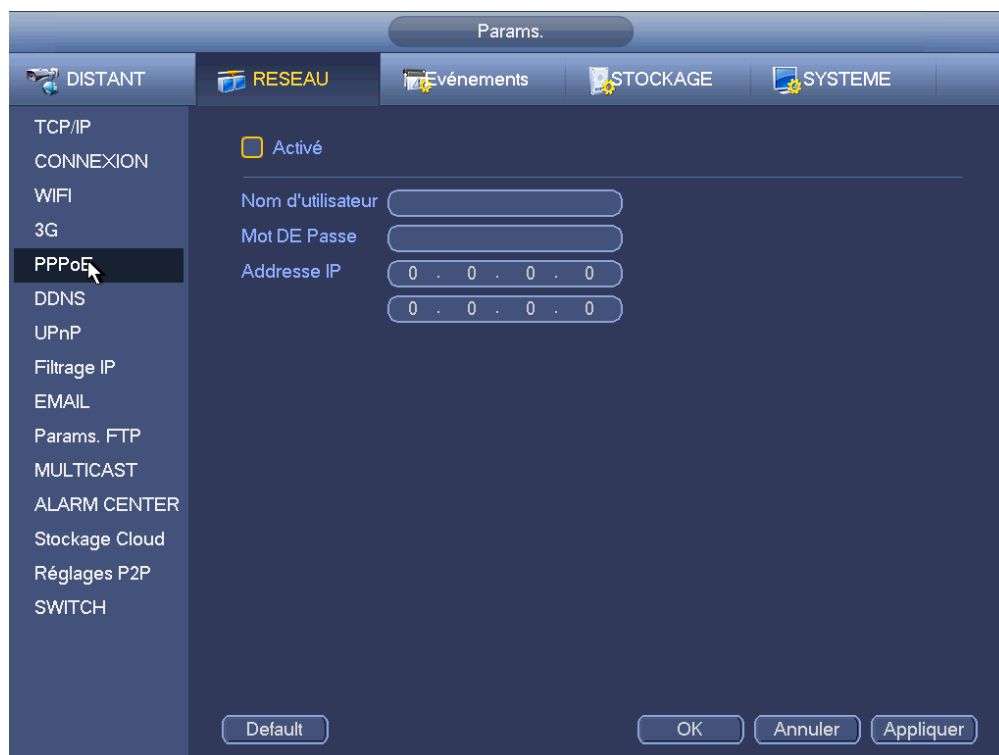 Params.
DISTANT
RESEAU
Evénements
STOCKAGE
SYSTEME
TCP/IP
CONNEXION
WIFI
3G
PPPoE
DDNS
UPnP
Filtrage IP
EMAIL
Params. FTP
MULTICAST
ALARM CENTER
Stockage Cloud
Réglages P2P
SWITCH
Activé
Nom d'utilisateur
Mot DE Passe
Addresse IP 0 . 0 . 0 . 0
0 . 0 . 0 . 0
Default
OK
Annuler
Appliquer